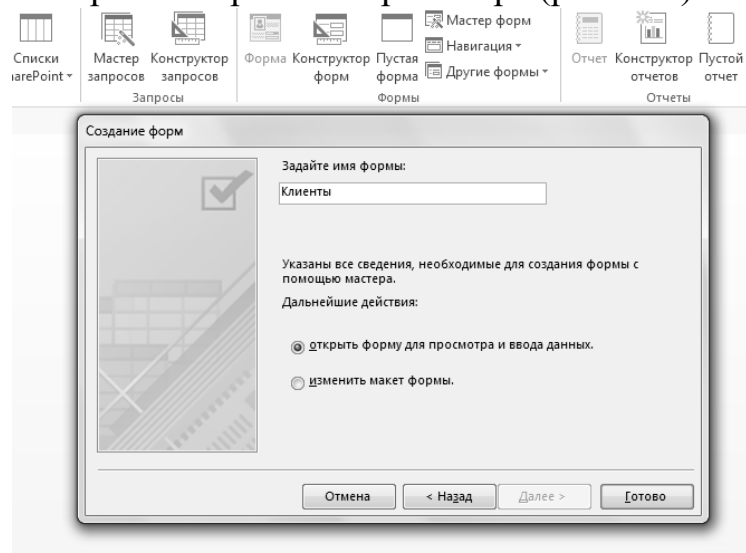 Мастер форм
Навигация
Другие формы
Списки
Мастер запросов
Конструктор запросов
Форма
Конструктор форм
Пустая форма
Отчет
Конструктор отчетов
Пустой отчет
Запросы
Формы
Отчеты
Создание форм
Задайте имя формы:
Клиенты
Указаны все сведения, необходимые для создания формы с
помощью мастера.
Дальнейшие действия:
открыть форму для просмотра и ввода данных.
изменить макет формы.
Отмена
< Назад
Далее >
Готово